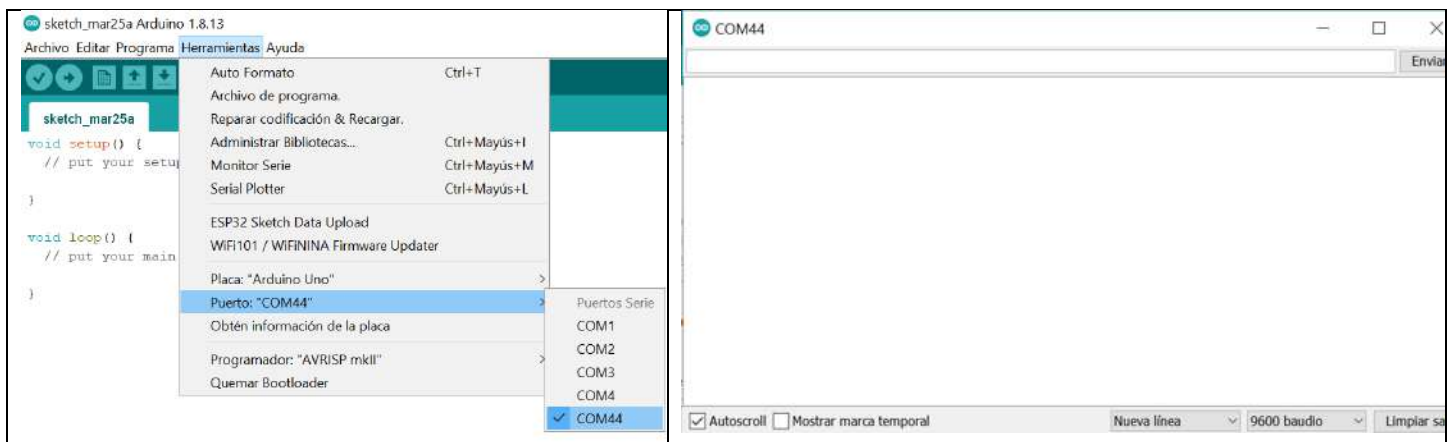 sketch_mar25a Arduino 1.8.13
Archivo Editar Programa Herramientas Ayuda
sketch_mar25a
void setup() {
// put your setup
}
void loop() {
// put your main
}
Auto Formato Ctrl+T
Archivo de programa.
Reparar codificación & Recargar.
Administrar Bibliotecas... Ctrl+Mayús+I
Monitor Serie Ctrl+Mayús+M
Serial Plotter Ctrl+Mayús+L
ESP32 Sketch Data Upload
WiFi101 / WiFiNINA Firmware Updater
Placa: "Arduino Uno"
Puerto: "COM44"
Obtén información de la placa
Programador: "AVRISP mkII"
Quemar Bootloader
Puertos Serie
COM1
COM2
COM3
COM4
COM44
COM44
Enviar
Autoscroll Mostrar marca temporal Nueva línea 9600 baudio Limpiar sa